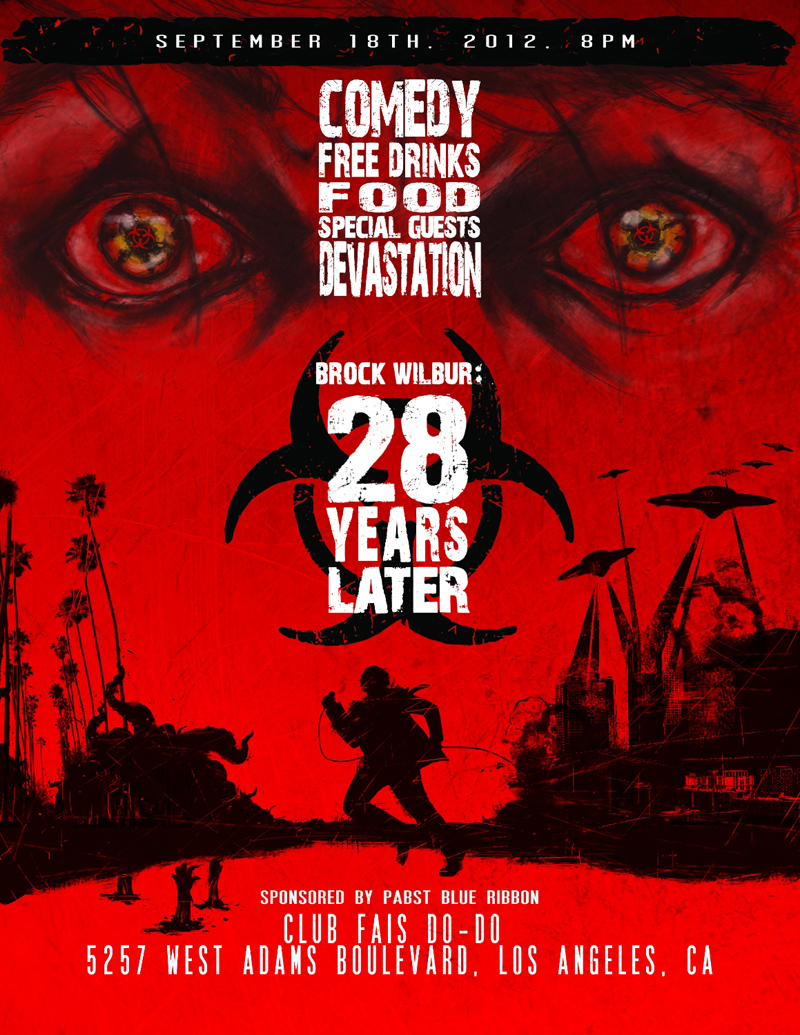 SEPTEMBER 18TH. 2012. 8PM
COMEDY
FREE DRINKS
FOOD
SPECIAL GUESTS
DEVASTATION
BROCK WILBUR:
28
YEARS
LATER
SPONSORED BY PABST BLUE RIBBON
CLUB FAIS DO-DO
5257 WEST ADAMS BOULEVARD, LOS ANGELES, CA